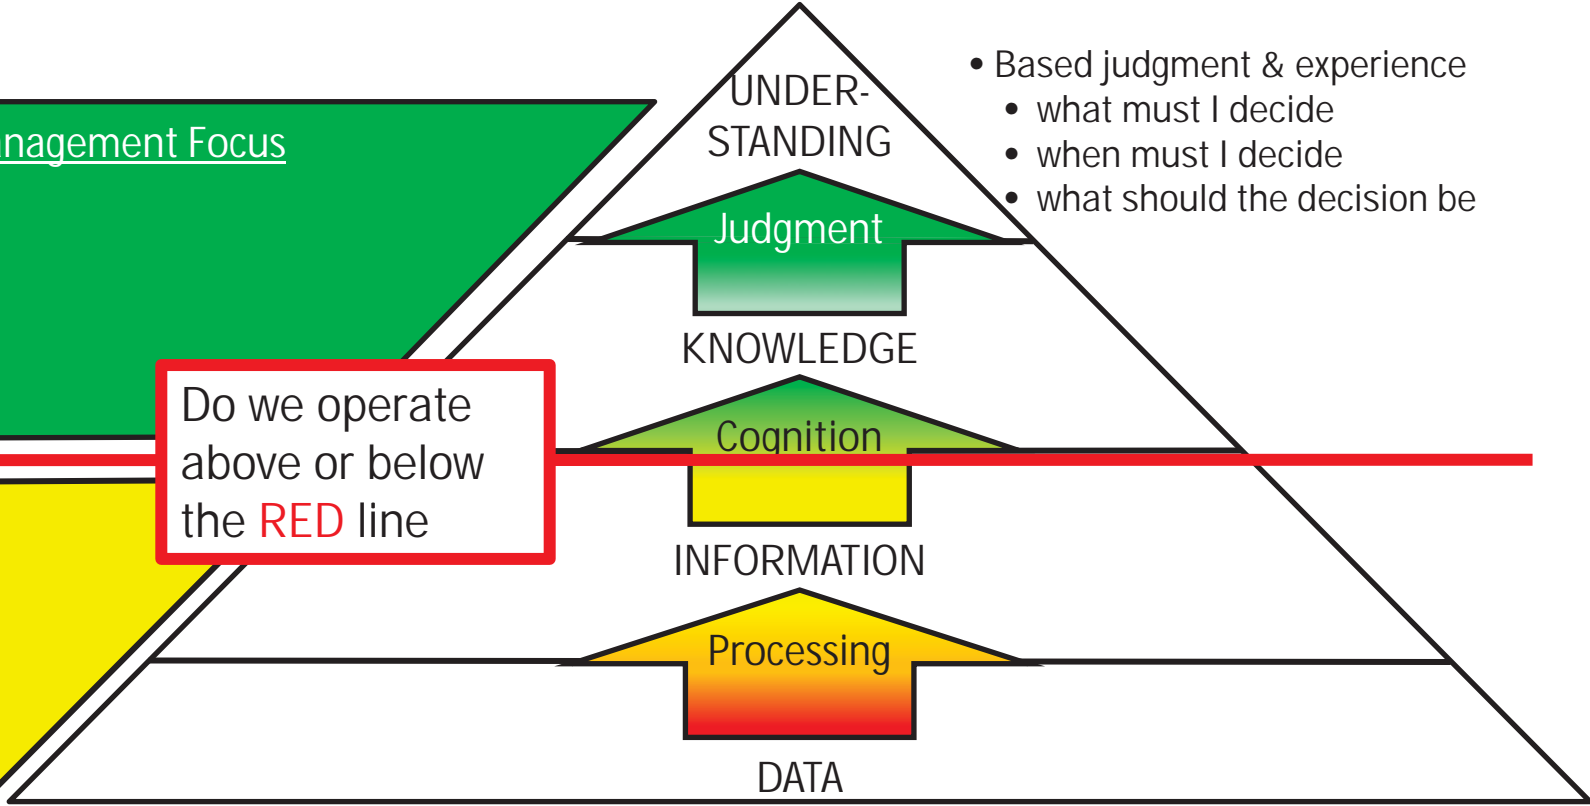 UNDER-
STANDING
• Based judgment & experience
• what must I decide
• when must I decide
• what should the decision be
nagement Focus
Judgment
KNOWLEDGE
Do we operate
above or below
the RED line
Cognition
INFORMATION
Processing
DATA